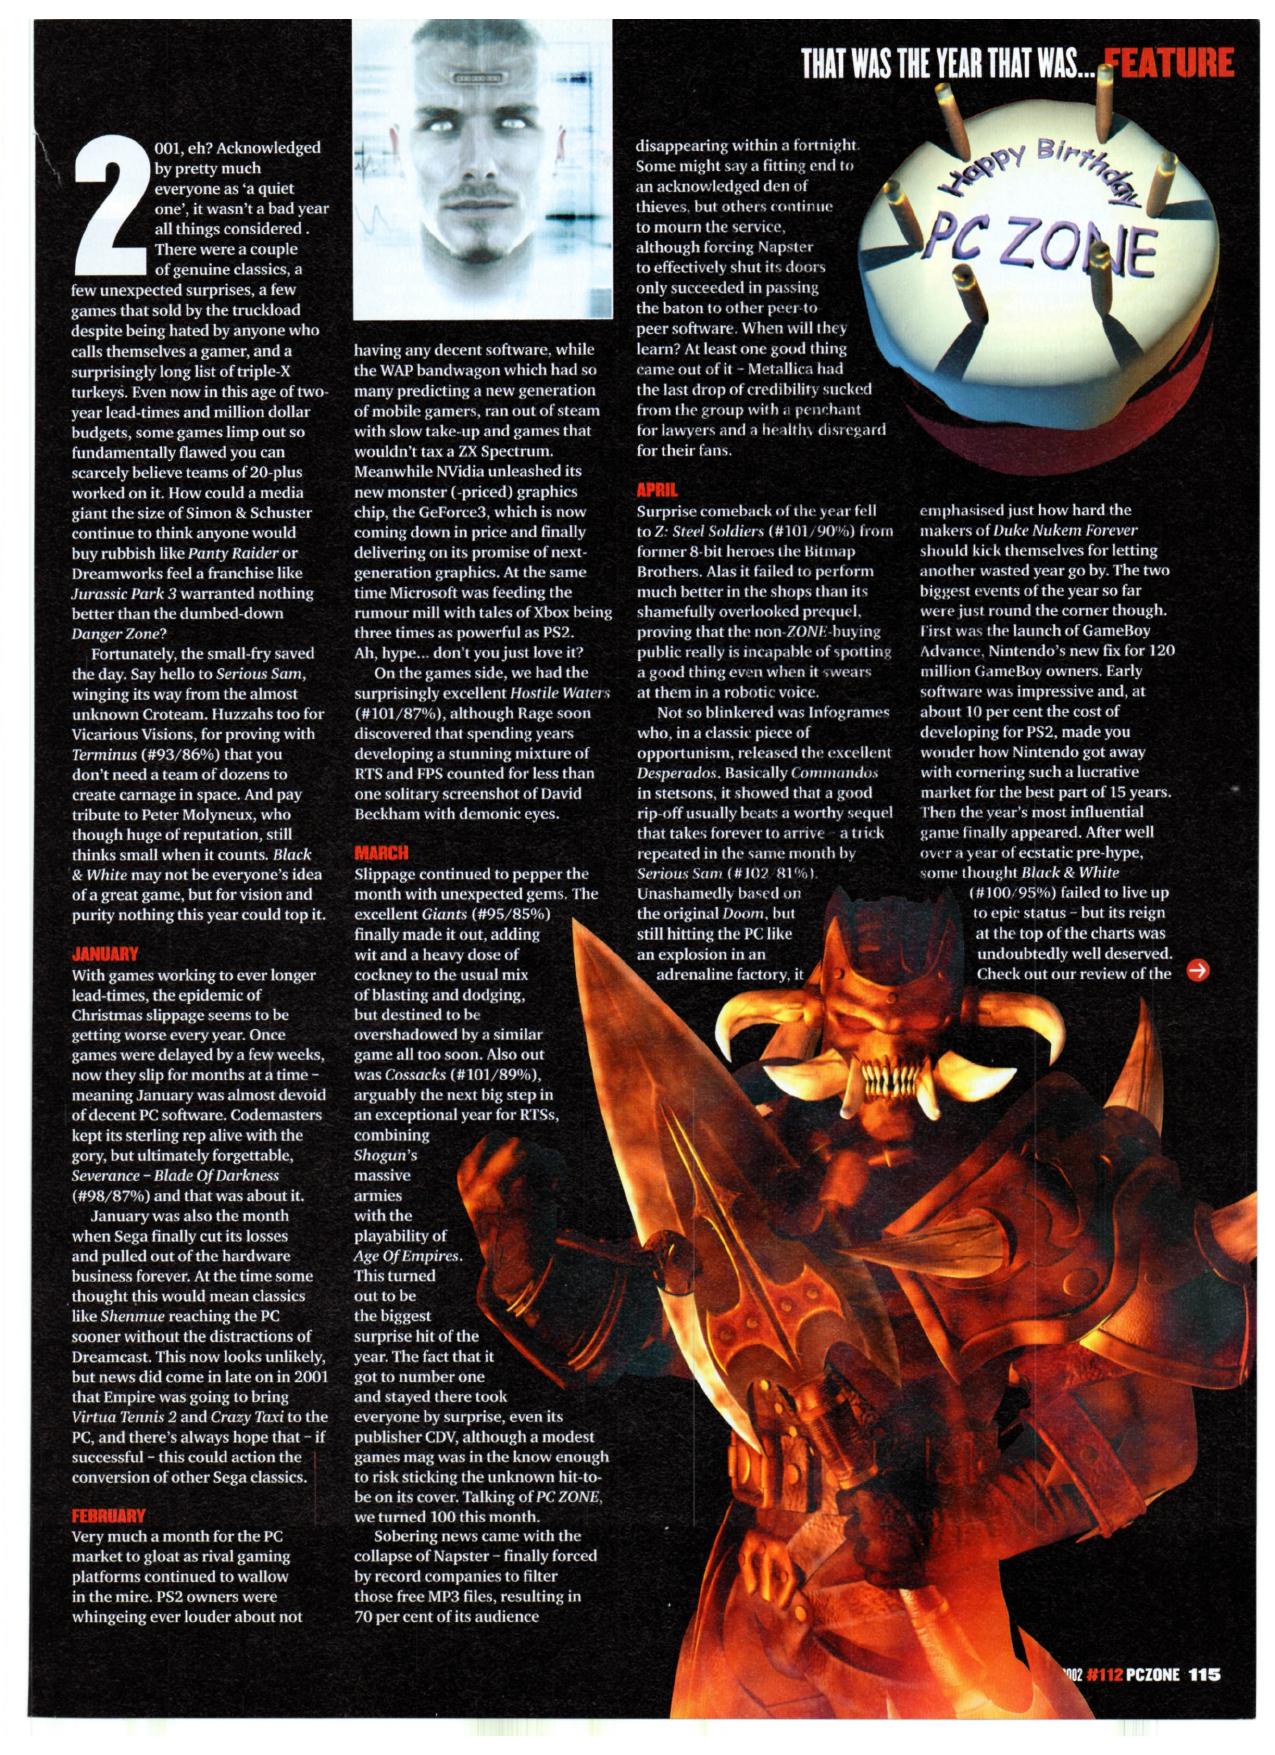 THAT WAS THE YEAR THAT WAS... FEATURE
2001, eh? Acknowledged
by pretty much
everyone as ‘a quiet
one’, it wasn’t a bad year
all things considered .
There were a couple
of genuine classics, a
few unexpected surprises, a few
games that sold by the truckload
despite being hated by anyone who
calls themselves a gamer, and a
surprisingly long list of triple-X
turkeys. Even now in this age of two-
year lead-times and million dollar
budgets, some games limp out so
fundamentally flawed you can
scarcely believe teams of 20-plus
worked on it. How could a media
giant the size of Simon & Schuster
continue to think anyone would
buy rubbish like Panty Raider or
Dreamworks feel a franchise like
Jurassic Park 3 warranted nothing
better than the dumbed-down
Danger Zone?
Fortunately, the small-fry saved
the day. Say hello to Serious Sam,
winging its way from the almost
unknown Croteam. Huzzahs too for
Vicarious Visions, for proving with
Terminus (#93/86%) that you
don’t need a team of dozens to
create carnage in space. And pay
tribute to Peter Molyneux, who
though huge of reputation, still
thinks small when it counts. Black
& White may not be everyone’s idea
of a great game, but for vision and
purity nothing this year could top it.
JANUARY
With games working to ever longer
lead-times, the epidemic of
Christmas slippage seems to be
getting worse every year. Once
games were delayed by a few weeks,
now they slip for months at a time –
meaning January was almost devoid
of decent PC software. Codemasters
kept its sterling rep alive with the
gory, but ultimately forgettable,
Severance – Blade Of Darkness
(#98/87%) and that was about it.
January was also the month
when Sega finally cut its losses
and pulled out of the hardware
business forever. At the time some
thought this would mean classics
like Shenmue reaching the PC
sooner without the distractions of
Dreamcast. This now looks unlikely,
but news did come in late on in 2001
that Empire was going to bring
Virtua Tennis 2 and Crazy Taxi to the
PC, and there’s always hope that – if
successful – this could action the
conversion of other Sega classics.
FEBRUARY
Very much a month for the PC
market to gloat as rival gaming
platforms continued to wallow
in the mire. PS2 owners were
whingeing ever louder about not
having any decent software, while
the WAP bandwagon which had so
many predicting a new generation
of mobile gamers, ran out of steam
with slow take-up and games that
wouldn’t tax a ZX Spectrum.
Meanwhile NVidia unleashed its
new monster (-priced) graphics
chip, the GeForce3, which is now
coming down in price and finally
delivering on its promise of next-
generation graphics. At the same
time Microsoft was feeding the
rumour mill with tales of Xbox being
three times as powerful as PS2.
Ah, hype... don’t you just love it?
On the games side, we had the
surprisingly excellent Hostile Waters
(#101/87%), although Rage soon
discovered that spending years
developing a stunning mixture of
RTS and FPS counted for less than
one solitary screenshot of David
Beckham with demonic eyes.
MARCH
Slippage continued to pepper the
month with unexpected gems. The
excellent Giants (#95/85%)
finally made it out, adding
wit and a heavy dose of
cockney to the usual mix
of blasting and dodging,
but destined to be
overshadowed by a similar
game all too soon. Also out
was Cossacks (#101/89%),
arguably the next big step in
an exceptional year for RTSs,
combining
Shogun’s
massive
armies
with the
playability of
Age Of Empires.
This turned
out to be
the biggest
surprise hit of the
year. The fact that it
got to number one
and stayed there took
everyone by surprise, even its
publisher CDV, although a modest
games mag was in the know enough
to risk sticking the unknown hit-to-
be on its cover. Talking of PC ZONE,
we turned 100 this month.
Sobering news came with the
collapse of Napster – finally forced
by record companies to filter
those free MP3 files, resulting in
70 per cent of its audience
disappearing within a fortnight.
Some might say a fitting end to
an acknowledged den of
thieves, but others continue
to mourn the service,
although forcing Napster
to effectively shut its doors
only succeeded in passing
the baton to other peer-to-
peer software. When will they
learn? At least one good thing
came out of it – Metallica had
the last drop of credibility sucked
from the group with a penchant
for lawyers and a healthy disregard
for their fans.
APRIL
Surprise comeback of the year fell
to Z: Steel Soldiers (#101/90%) from
former 8-bit heroes the Bitmap
Brothers. Alas it failed to perform
much better in the shops than its
shamefully overlooked prequel,
proving that the non-ZONE-buying
public really is incapable of spotting
a good thing even when it swears
at them in a robotic voice.
Not so blinkered was Infogrames
who, in a classic piece of
opportunism, released the excellent
Desperados. Basically Commandos
in stetsons, it showed that a good
rip-off usually beats a worthy sequel
that takes forever to arrive – a trick
repeated in the same month by
Serious Sam (#102/81%).
Unashamedly based on
the original Doom, but
still hitting the PC like
an explosion in an
adrenaline factory, it
Happy Birthday
PC ZONE
emphasised just how hard the
makers of Duke Nukem Forever
should kick themselves for letting
another wasted year go by. The two
biggest events of the year so far
were just round the corner though.
First was the launch of GameBoy
Advance, Nintendo’s new fix for 120
million GameBoy owners. Early
software was impressive and, at
about 10 per cent the cost of
developing for PS2, made you
wonder how Nintendo got away
with cornering such a lucrative
market for the best part of 15 years.
Then the year’s most influential
game finally appeared. After well
over a year of ecstatic pre-hype,
some thought Black & White
(#100/95%) failed to live up
to epic status – but its reign
at the top of the charts was
undoubtedly well deserved.
Check out our review of the
#112 PCZONE 115